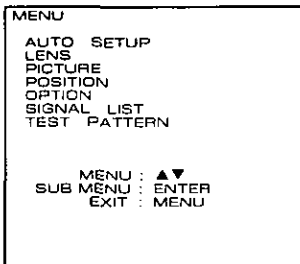 MENU
AUTO SETUP
LENS
PICTURE
POSITION
OPTION
SIGNAL LIST
TEST PATTERN
MENU : ▲▼
SUB MENU : ENTER
EXIT : MENU